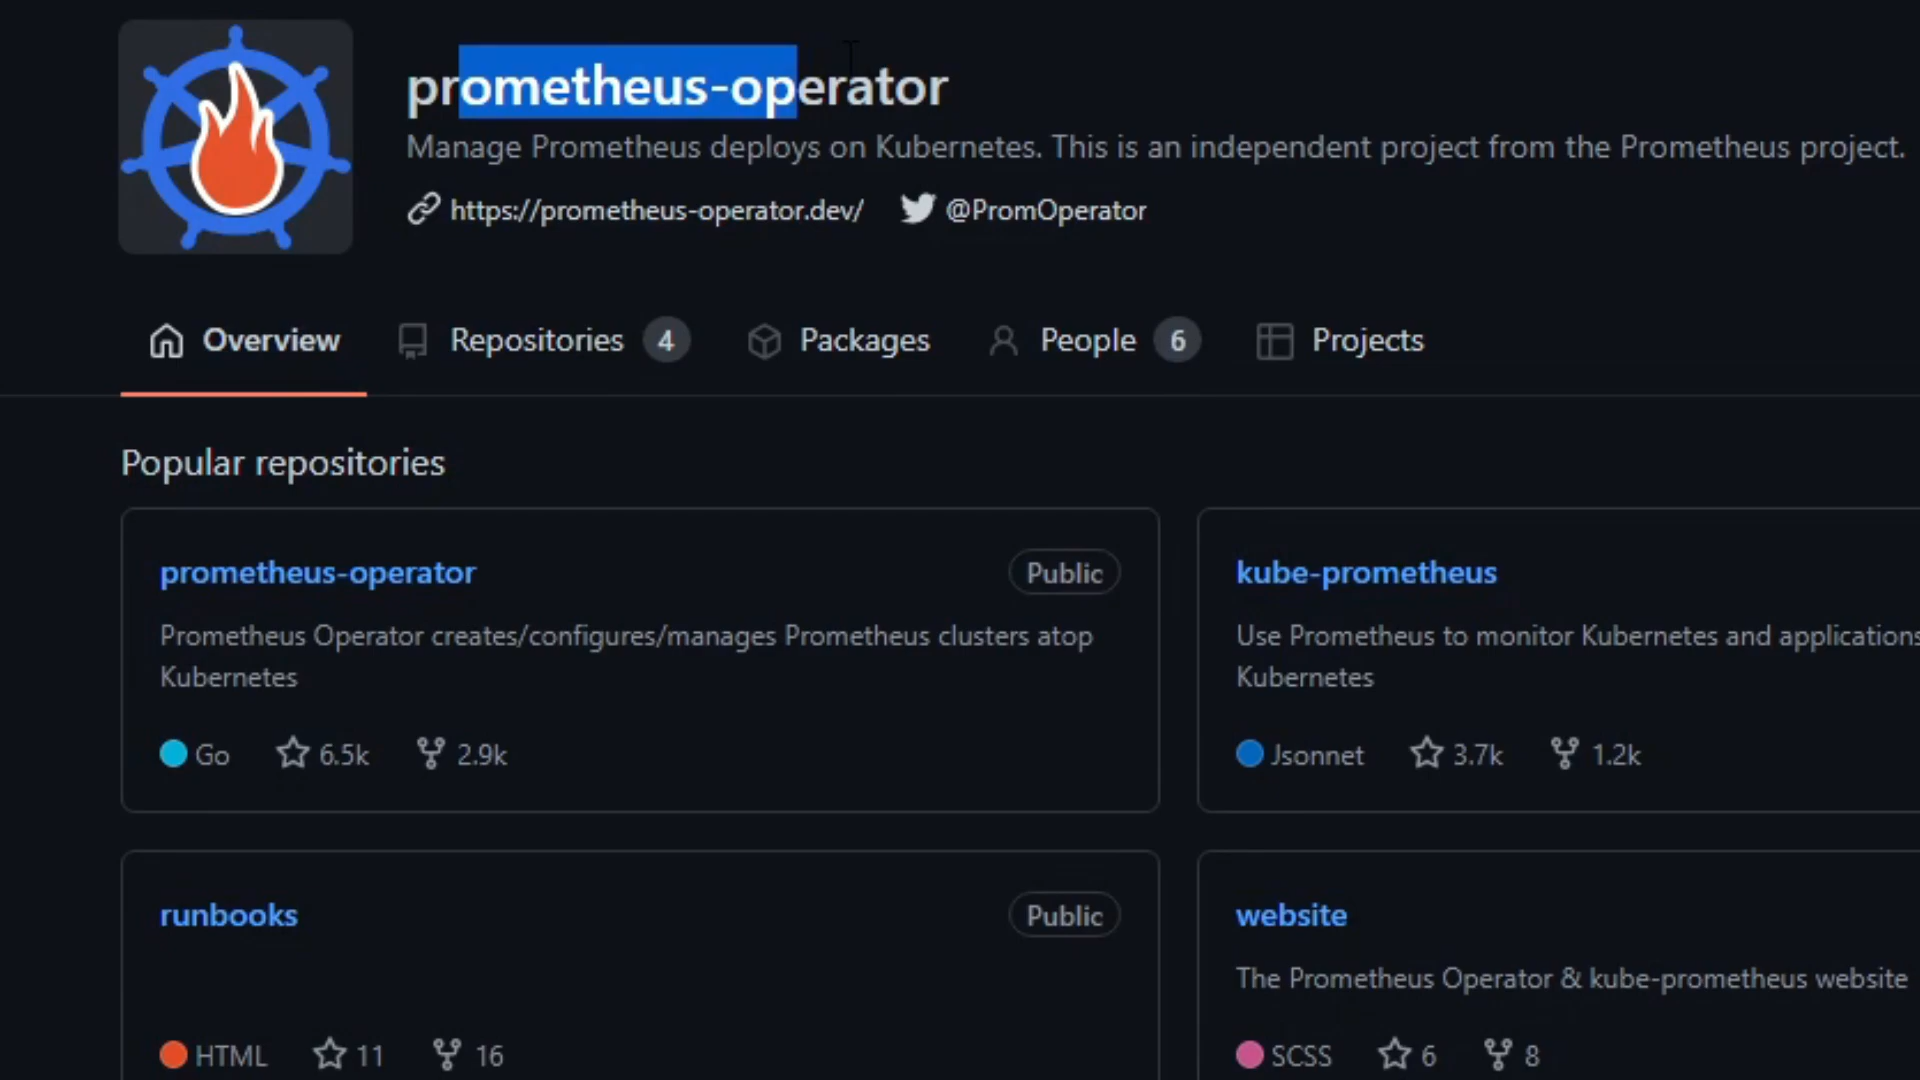 prometheus-operator
Manage Prometheus deploys on Kubernetes. This is an independent project from the Prometheus project.
https://prometheus-operator.dev/ @PromOperator
Overview Repositories 4 Packages People 6 Projects
Popular repositories
prometheus-operator Public
Prometheus Operator creates/configures/manages Prometheus clusters atop
Kubernetes
Go 6.5k 2.9k
kube-prometheus
Use Prometheus to monitor Kubernetes and applications
Kubernetes
Jsonnet 3.7k 1.2k
runbooks Public
HTML 11 16
website
The Prometheus Operator & kube-prometheus website
SCSS 6 8